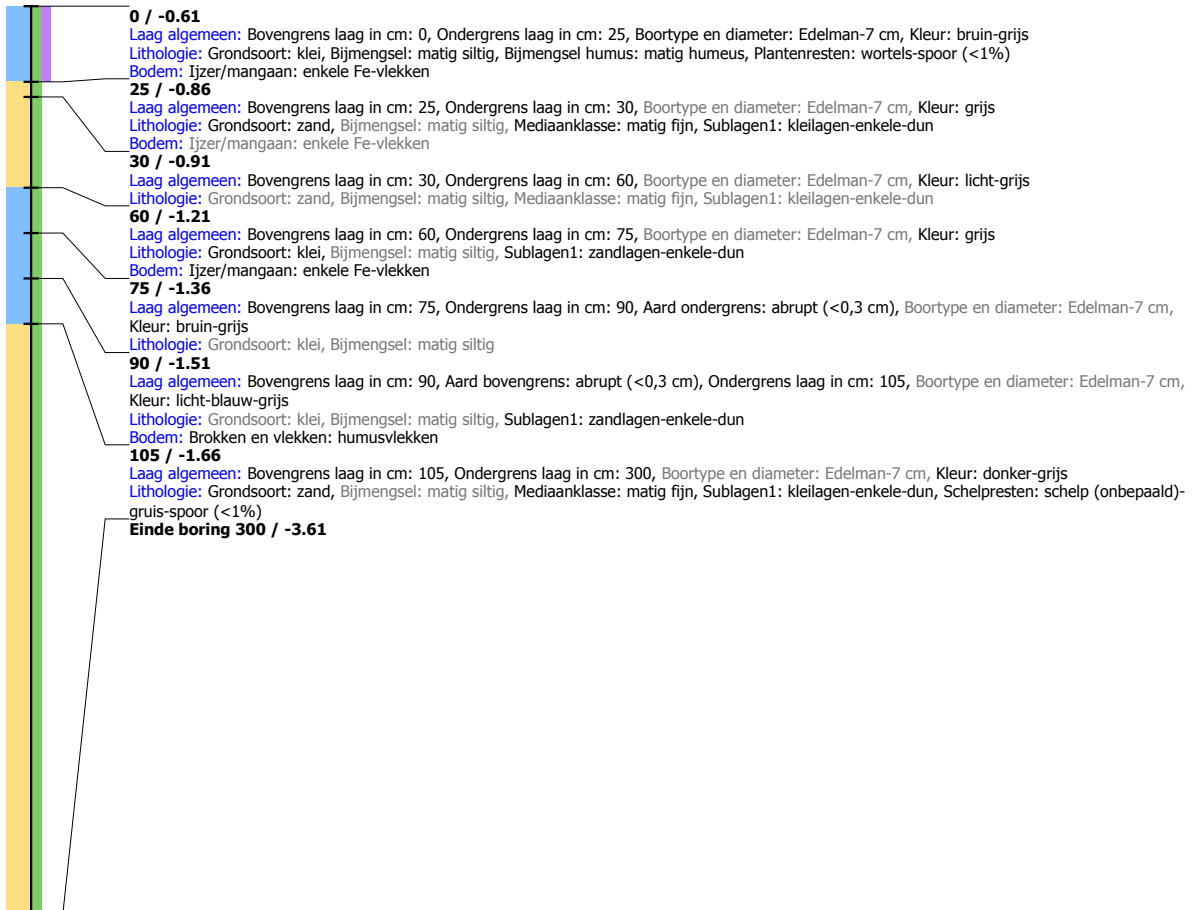 0 / -0.61
Laag algemeen: Bovengrens laag in cm: 0, Ondergrens laag in cm: 25, Boortype en diameter: Edelman-7 cm, Kleur: bruin-grijs
Lithologie: Grondsoort: klei, Bijmengsel: matig siltig, Bijmengsel humus: matig humeus, Plantenresten: wortels-spoor (<1%)
Bodem: Ijzer/mangaan: enkele Fe-vlekken
25 / -0.86
Laag algemeen: Bovengrens laag in cm: 25, Ondergrens laag in cm: 30, Boortype en diameter: Edelman-7 cm, Kleur: grijs
Lithologie: Grondsoort: zand, Bijmengsel: matig siltig, Mediaanklasse: matig fijn, Sublagen1: kleilagen-enkele-dun
Bodem: Ijzer/mangaan: enkele Fe-vlekken
30 / -0.91
Laag algemeen: Bovengrens laag in cm: 30, Ondergrens laag in cm: 60, Boortype en diameter: Edelman-7 cm, Kleur: licht-grijs
Lithologie: Grondsoort: zand, Bijmengsel: matig siltig, Mediaanklasse: matig fijn, Sublagen1: kleilagen-enkele-dun
60 / -1.21
Laag algemeen: Bovengrens laag in cm: 60, Ondergrens laag in cm: 75, Boortype en diameter: Edelman-7 cm, Kleur: grijs
Lithologie: Grondsoort: klei, Bijmengsel: matig siltig, Sublagen1: zandlagen-enkele-dun
Bodem: Ijzer/mangaan: enkele Fe-vlekken
75 / -1.36
Laag algemeen: Bovengrens laag in cm: 75, Ondergrens laag in cm: 90, Aard ondergrens: abrupt (<0,3 cm), Boortype en diameter: Edelman-7 cm,
Kleur: bruin-grijs
Lithologie: Grondsoort: klei, Bijmengsel: matig siltig
90 / -1.51
Laag algemeen: Bovengrens laag in cm: 90, Aard bovengrens: abrupt (<0,3 cm), Ondergrens laag in cm: 105, Boortype en diameter: Edelman-7 cm,
Kleur: licht-blauw-grijs
Lithologie: Grondsoort: klei, Bijmengsel: matig siltig, Sublagen1: zandlagen-enkele-dun
Bodem: Brokken en vlekken: humusvlekken
105 / -1.66
Laag algemeen: Bovengrens laag in cm: 105, Ondergrens laag in cm: 300, Boortype en diameter: Edelman-7 cm, Kleur: donker-grijs
Lithologie: Grondsoort: zand, Bijmengsel: matig siltig, Mediaanklasse: matig fijn, Sublagen1: kleilagen-enkele-dun, Schelpresten: schelp (onbepaald)-
gruis-spoor (<1%)
Einde boring 300 / -3.61